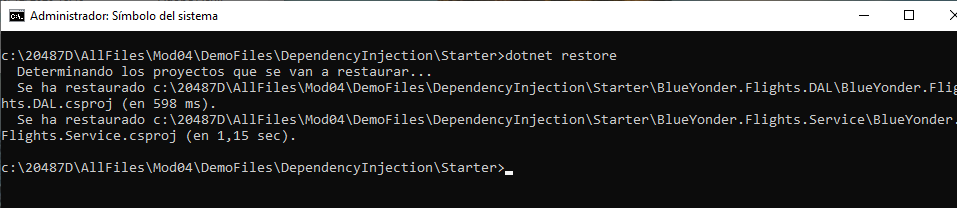 Administrador: Símbolo del sistema
c:\20487D\AllFiles\Mod04\DemoFiles\DependencyInjection\Starter>dotnet restore
  Determinando los proyectos que se van a restaurar...
  Se ha restaurado c:\20487D\AllFiles\Mod04\DemoFiles\DependencyInjection\Starter\BlueYonder.Flights.DAL\BlueYonder.Flig
hts.DAL.csproj (en 598 ms).
  Se ha restaurado c:\20487D\AllFiles\Mod04\DemoFiles\DependencyInjection\Starter\BlueYonder.Flights.Service\BlueYonder.
Flights.Service.csproj (en 1,15 sec).
c:\20487D\AllFiles\Mod04\DemoFiles\DependencyInjection\Starter>